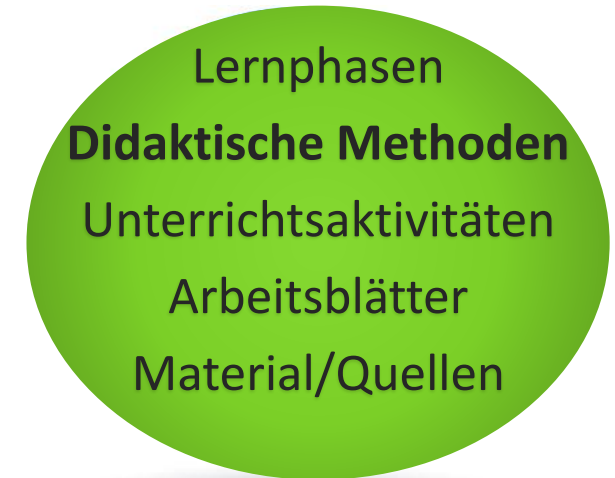 Lernphasen
Didaktische Methoden
Unterrichtsaktivitäten
Arbeitsblätter
Material/Quellen